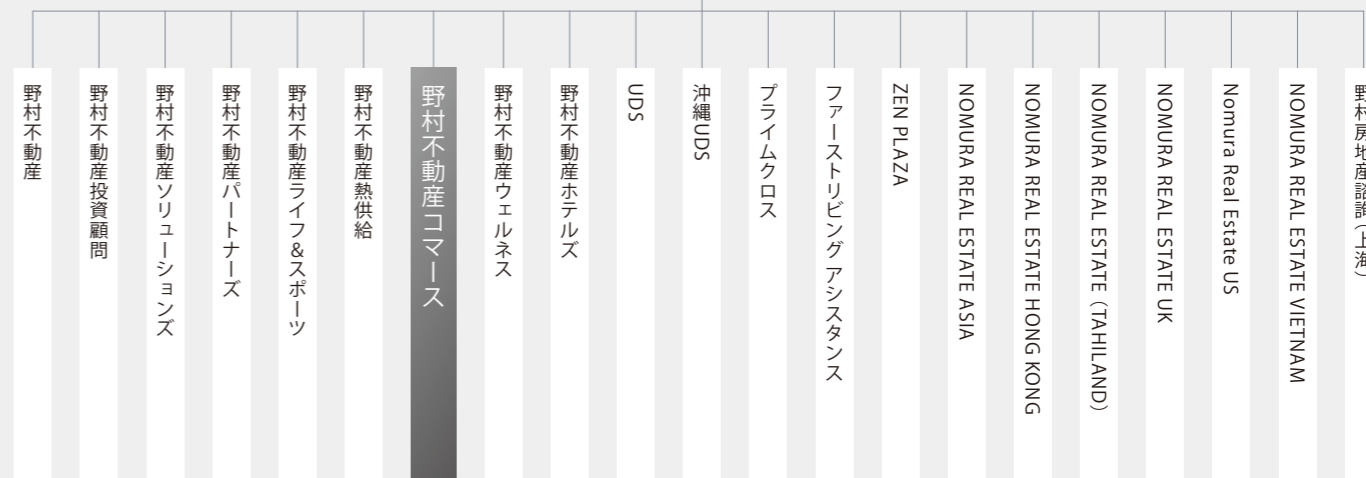 野村不動産
野村不動産投資顧問
野村不動産ソリューションズ
野村不動産パートナーズ
野村不動産ライフ&スポーツ
野村不動産熱供給
野村不動産コマース
野村不動産ウェルネス
野村不動産ホテルズ
UDS
沖縄UDS
プライムクロス
ファーストリビング アシスタンス
ZEN PLAZA
NOMURA REAL ESTATE ASIA
NOMURA REAL ESTATE HONG KONG
NOMURA REAL ESTATE（TAHILAND）
NOMURA REAL ESTATE UK
Nomura Real Estate US
NOMURA REAL ESTATE VIETNAM
野村房地産諮詢（上海）